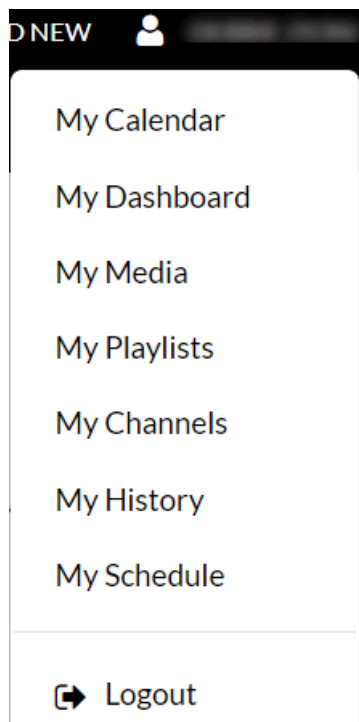 D NEW
My Calendar
My Dashboard
My Media
My Playlists
My Channels
My History
My Schedule
Logout